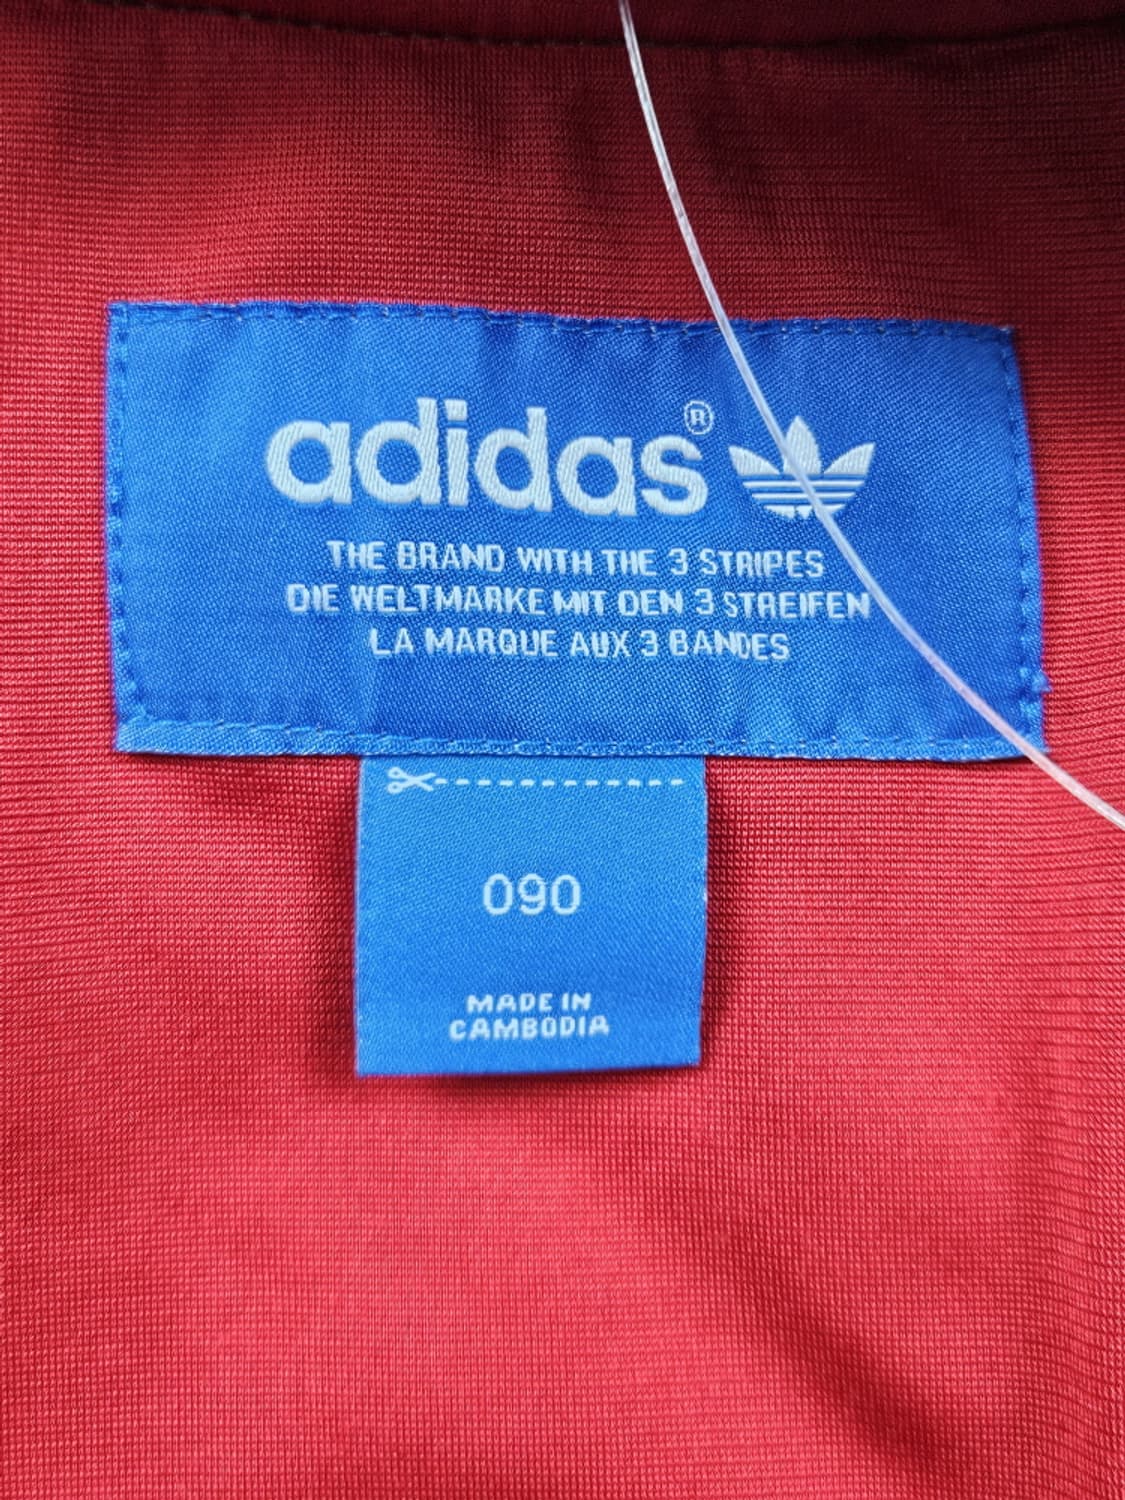 adidas®
THE BRAND WITH THE 3 STRIPES
DIE WELTMARKE MIT DEN 3 STREIFEN
LA MARQUE AUX 3 BANDES
090
MADE IN
CAMBODIA